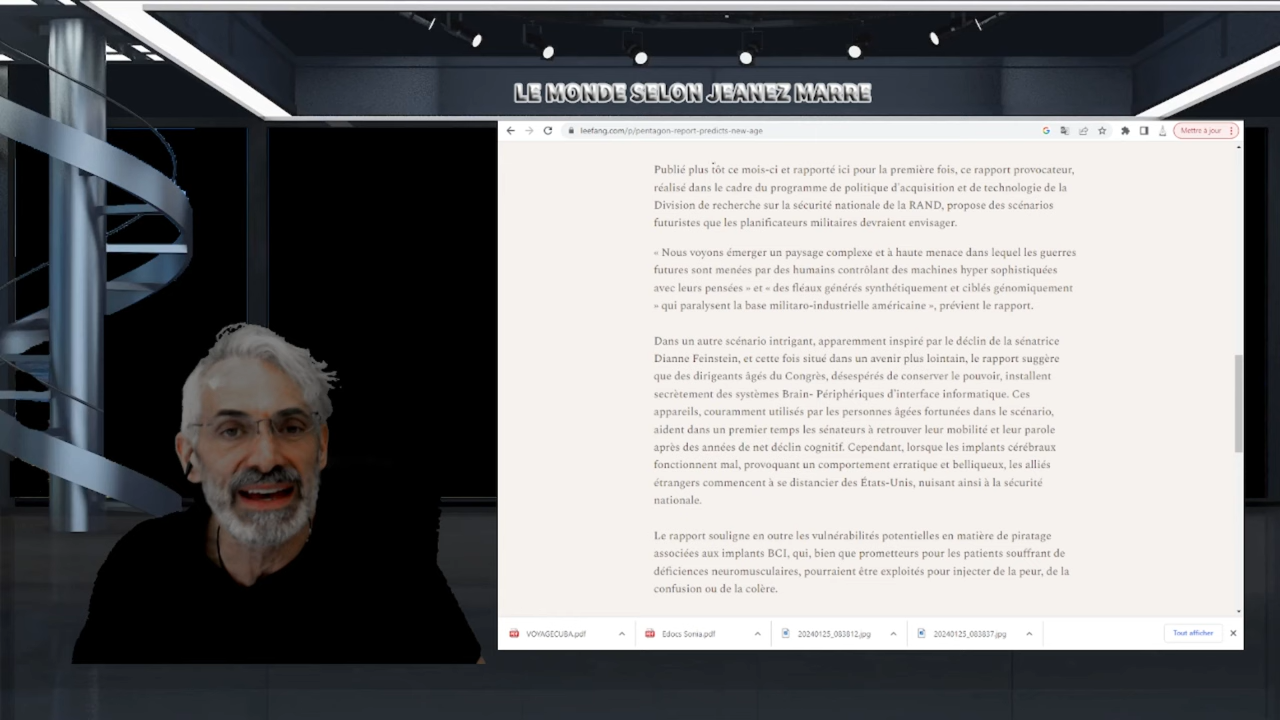 LE MONDE SELON JEANEZ MARRE
leefang.com/p/pentagon-report-predicts-new-age
Mettre à jour
Publié plus tôt ce mois-ci et rapporté ici pour la première fois, ce rapport provocateur,
réalisé dans le cadre du programme de politique d'acquisition et de technologie de la
Division de recherche sur la sécurité nationale de la RAND, propose des scénarios
futuristes que les planificateurs militaires devraient envisager.
« Nous voyons émerger un paysage complexe et à haute menace dans lequel les guerres
futures sont menées par des humains contrôlant des machines hyper sophistiquées
avec leurs pensées » et « des fléaux générés synthétiquement et ciblés génomiquement
» qui paralysent la base militaro-industrielle américaine », prévient le rapport.
Dans un autre scénario intrigant, apparemment inspiré par le déclin de la sénatrice
Dianne Feinstein, et cette fois situé dans un avenir plus lointain, le rapport suggère
que des dirigeants âgés du Congrès, désespérés de conserver le pouvoir, installent
secrètement des systèmes Brain- Périphériques d'interface informatique. Ces
appareils, couramment utilisés par les personnes âgées fortunées dans le scénario,
aident dans un premier temps les sénateurs à retrouver leur mobilité et leur parole
après des années de net déclin cognitif. Cependant, lorsque les implants cérébraux
fonctionnent mal, provoquant un comportement erratique et belliqueux, les alliés
étrangers commencent à se distancier des États-Unis, nuisant ainsi à la sécurité
nationale.
Le rapport souligne en outre les vulnérabilités potentielles en matière de piratage
associées aux implants BCI, qui, bien que prometteurs pour les patients souffrant de
déficiences neuromusculaires, pourraient être exploités pour injecter de la peur, de la
confusion ou de la colère.
VOYAGECUBA.pdf
Edocs Sonia.pdf
20240125_083812.jpg
20240125_083837.jpg
Tout afficher